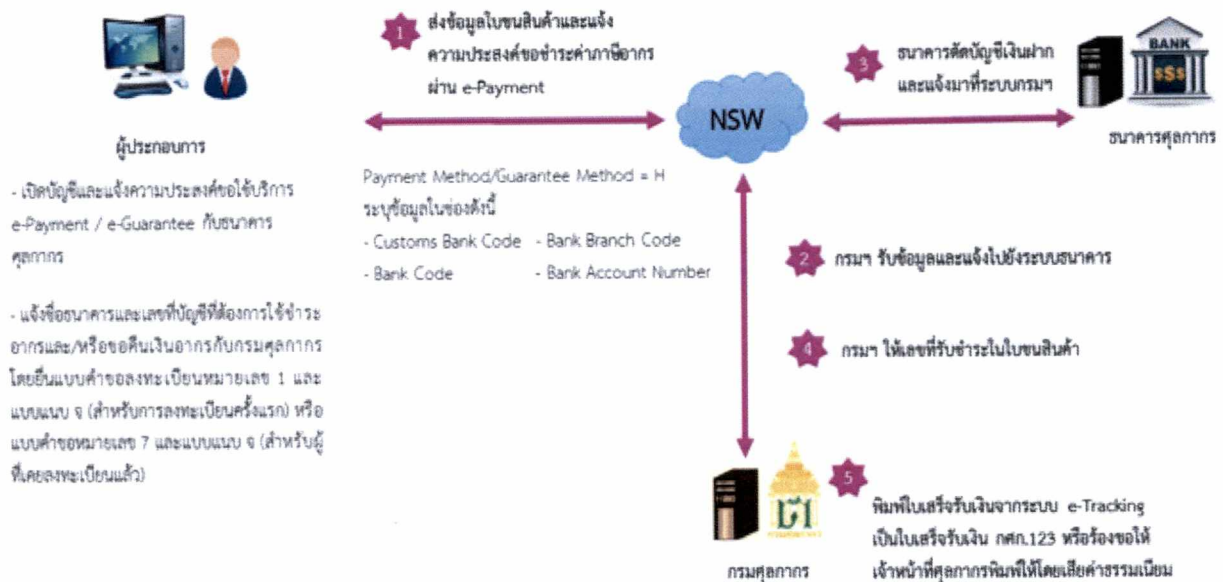 1
ส่งข้อมูลใบขนสินค้าและแจ้ง
ความประสงค์ขอชำระค่าภาษีอากร
ผ่าน e-Payment
3
ธนาคารตัดบัญชีเงินฝาก
และแจ้งมาที่ระบบกรมฯ
BANK
$$$
NSW
ธนาคารศุลกากร
ผู้ประกอบการ
- เปิดบัญชีและแจ้งความประสงค์ขอใช้บริการ
e-Payment / e-Guarantee กับธนาคาร
ศุลกากร
- แจ้งชื่อธนาคารและเลขที่บัญชีที่ต้องการใช้ชำระ
อากรและ/หรือขอคืนเงินอากรกับกรมศุลกากร
โดยยื่นแบบคำขอลงทะเบียนหมายเลข 1 และ
แบบแนบ จ (สำหรับการลงทะเบียนครั้งแรก) หรือ
แบบคำขอหมายเลข 7 และแบบแนบ จ (สำหรับผู้
ที่เคยลงทะเบียนแล้ว)
Payment Method/Guarantee Method = H
ระบุข้อมูลในช่องดังนี้
- Customs Bank Code - Bank Branch Code
- Bank Code - Bank Account Number
2
กรมฯ รับข้อมูลและแจ้งไปยังระบบธนาคาร
4
กรมฯ ให้เลขที่รับชำระในใบขนสินค้า
5
พิมพ์ใบเสร็จรับเงินจากระบบ e-Tracking
เป็นใบเสร็จรับเงิน กศก.123 หรือร้องขอให้
เจ้าหน้าที่ศุลกากรพิมพ์ให้โดยเสียค่าธรรมเนียม
กรมศุลกากร